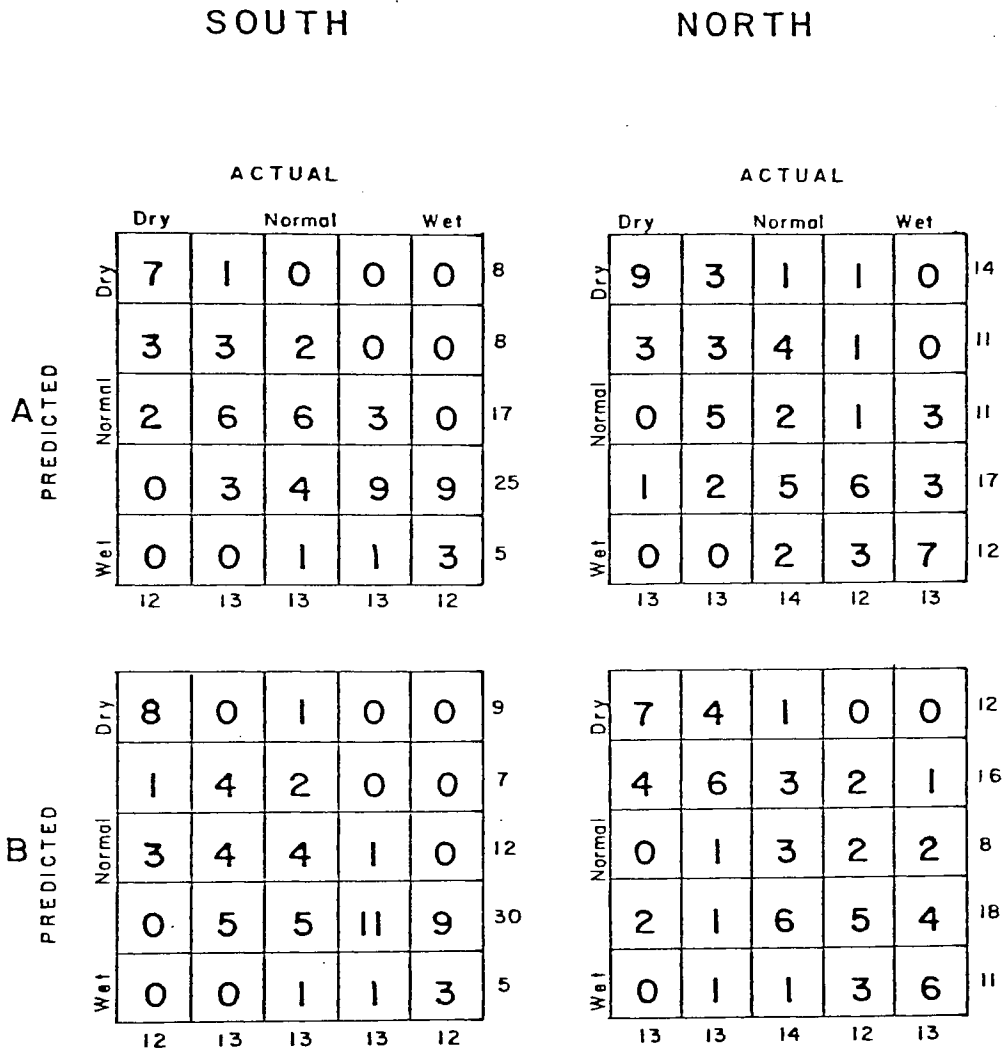 SOUTH NORTH
ACTUAL ACTUAL
Dry Normal Wet Dry Normal Wet
Dry 7 1 0 0 0 8 Dry 9 3 1 1 0 14
3 3 2 0 0 8 3 3 4 1 0 11
A PREDICTED Normal 2 6 6 3 0 17 Normal 0 5 2 1 3 11
0 3 4 9 9 25 1 2 5 6 3 17
Wet 0 0 1 1 3 5 Wet 0 0 2 3 7 12
12 13 13 13 12 13 13 14 12 13
Dry 8 0 1 0 0 9 Dry 7 4 1 0 0 12
1 4 2 0 0 7 4 6 3 2 1 16
B PREDICTED Normal 3 4 4 1 0 12 Normal 0 1 3 2 2 8
0 5 5 11 9 30 2 1 6 5 4 18
Wet 0 0 1 1 3 5 Wet 0 1 1 3 6 11
12 13 13 13 12 13 13 14 12 13